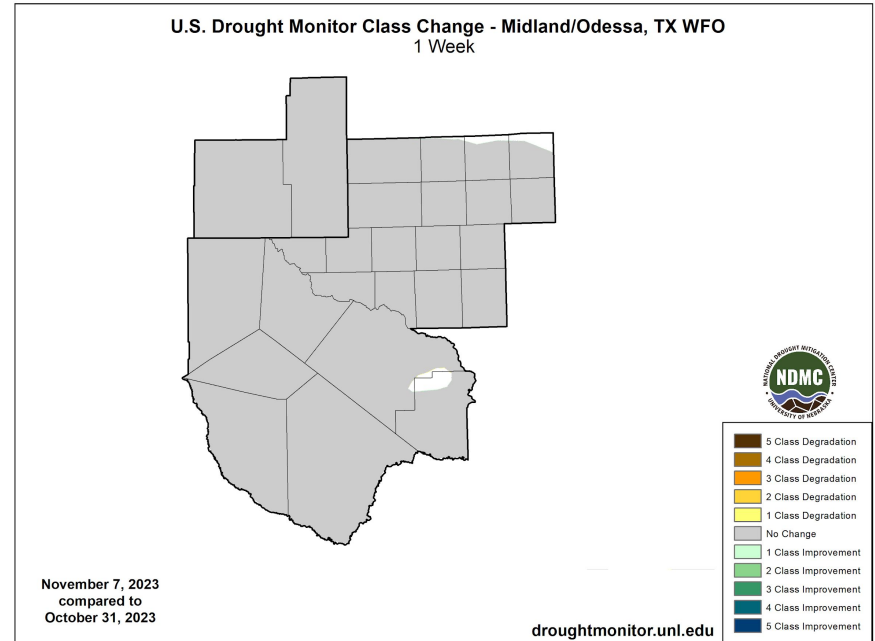 U.S. Drought Monitor Class Change - Midland/Odessa, TX WFO
1 Week
NATIONAL DROUGHT MITIGATION CENTER
NDMC
UNIVERSITY OF NEBRASKA
5 Class Degradation
4 Class Degradation
3 Class Degradation
2 Class Degradation
1 Class Degradation
No Change
1 Class Improvement
2 Class Improvement
3 Class Improvement
4 Class Improvement
5 Class Improvement
November 7, 2023
compared to
October 31, 2023
droughtmonitor.unl.edu